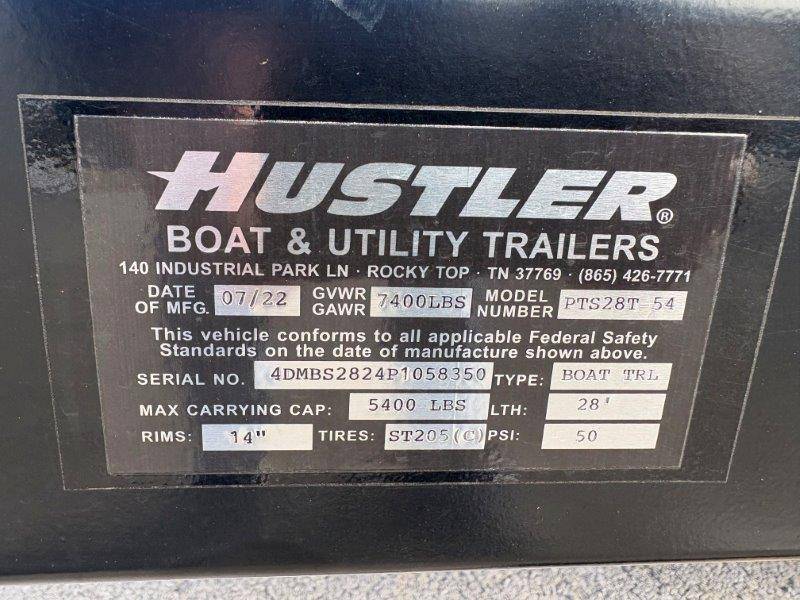 HUSTLER®
BOAT & UTILITY TRAILERS
140 INDUSTRIAL PARK LN · ROCKY TOP · TN 37769 · (865) 426-7771
DATE OF MFG. 07/22 GVWR GAWR 7400LBS MODEL NUMBER PTS28T 54
This vehicle conforms to all applicable Federal Safety
Standards on the date of manufacture shown above.
SERIAL NO. 4DMBS2824P1058350 TYPE: BOAT TRL
MAX CARRYING CAP: 5400 LBS LTH: 28'
RIMS: 14" TIRES: ST205(C) PSI: 50